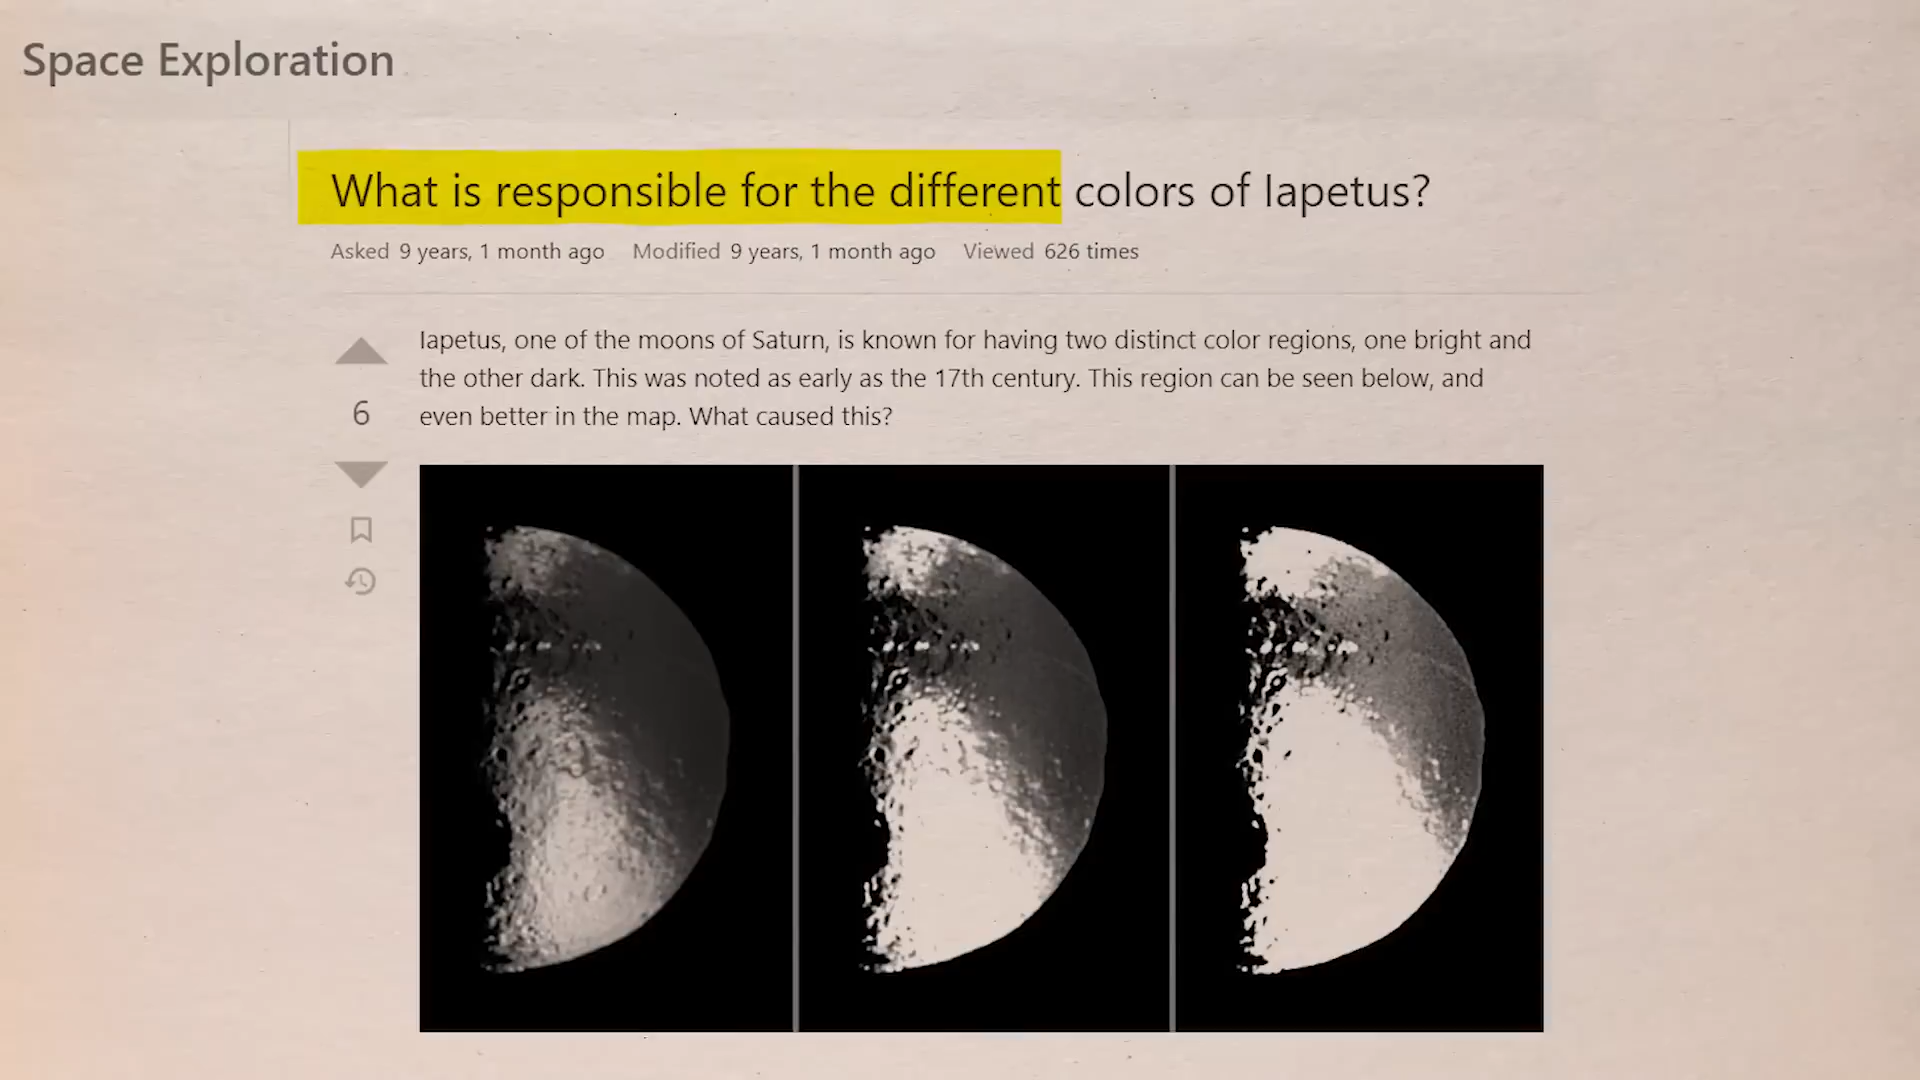 Space Exploration
What is responsible for the different colors of Iapetus?
Asked 9 years, 1 month ago Modified 9 years, 1 month ago Viewed 626 times
Iapetus, one of the moons of Saturn, is known for having two distinct color regions, one bright and
the other dark. This was noted as early as the 17th century. This region can be seen below, and
6
even better in the map. What caused this?